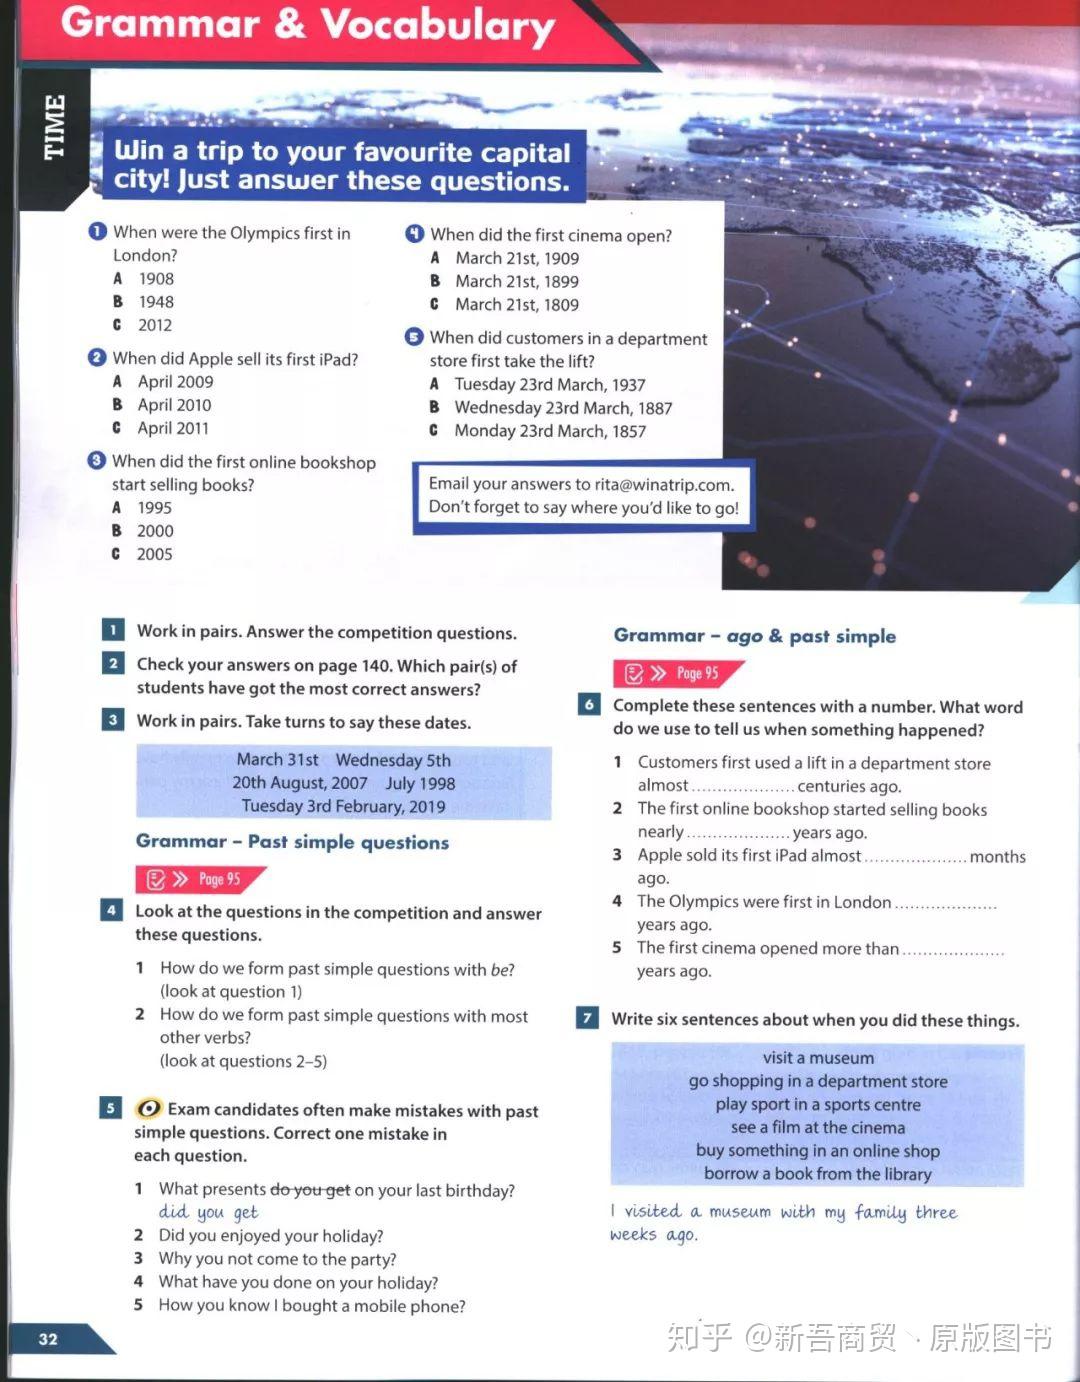 Grammar & Vocabulary
TIME
Win a trip to your favourite capital
city! Just answer these questions.
1 When were the Olympics first in
London?
A 1908
B 1948
C 2012
2 When did Apple sell its first iPad?
A April 2009
B April 2010
C April 2011
3 When did the first online bookshop
start selling books?
A 1995
B 2000
C 2005
4 When did the first cinema open?
A March 21st, 1909
B March 21st, 1899
C March 21st, 1809
5 When did customers in a department
store first take the lift?
A Tuesday 23rd March, 1937
B Wednesday 23rd March, 1887
C Monday 23rd March, 1857
Email your answers to rita@winatrip.com.
Don't forget to say where you'd like to go!
1 Work in pairs. Answer the competition questions.
2 Check your answers on page 140. Which pair(s) of
students have got the most correct answers?
3 Work in pairs. Take turns to say these dates.
March 31st Wednesday 5th
20th August, 2007 July 1998
Tuesday 3rd February, 2019
Grammar – Past simple questions
Page 95
4 Look at the questions in the competition and answer
these questions.
1 How do we form past simple questions with be?
(look at question 1)
2 How do we form past simple questions with most
other verbs?
(look at questions 2–5)
5 Exam candidates often make mistakes with past
simple questions. Correct one mistake in
each question.
1 What presents do you get on your last birthday?
did you get
2 Did you enjoyed your holiday?
3 Why you not come to the party?
4 What have you done on your holiday?
5 How you know I bought a mobile phone?
Grammar – ago & past simple
Page 95
6 Complete these sentences with a number. What word
do we use to tell us when something happened?
1 Customers first used a lift in a department store
almost .................... centuries ago.
2 The first online bookshop started selling books
nearly .................... years ago.
3 Apple sold its first iPad almost .................... months
ago.
4 The Olympics were first in London ....................
years ago.
5 The first cinema opened more than ....................
years ago.
7 Write six sentences about when you did these things.
visit a museum
go shopping in a department store
play sport in a sports centre
see a film at the cinema
buy something in an online shop
borrow a book from the library
I visited a museum with my family three
weeks ago.
32
知乎 @新吾商贸丶原版图书